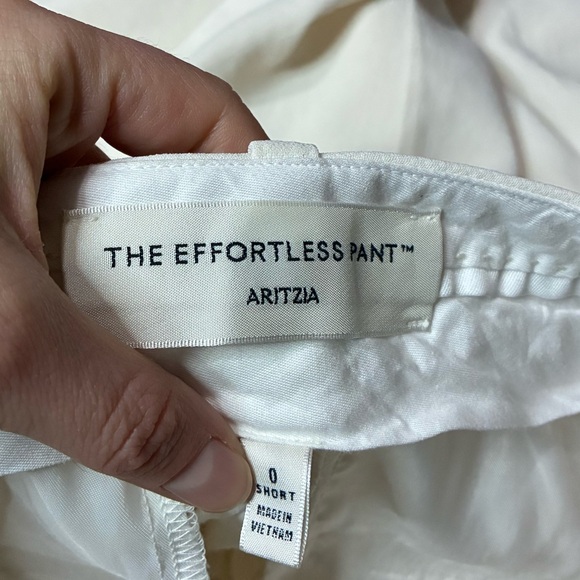 THE EFFORTLESS PANT™
ARITZIA
0
SHORT
MADE IN
VIETNAM